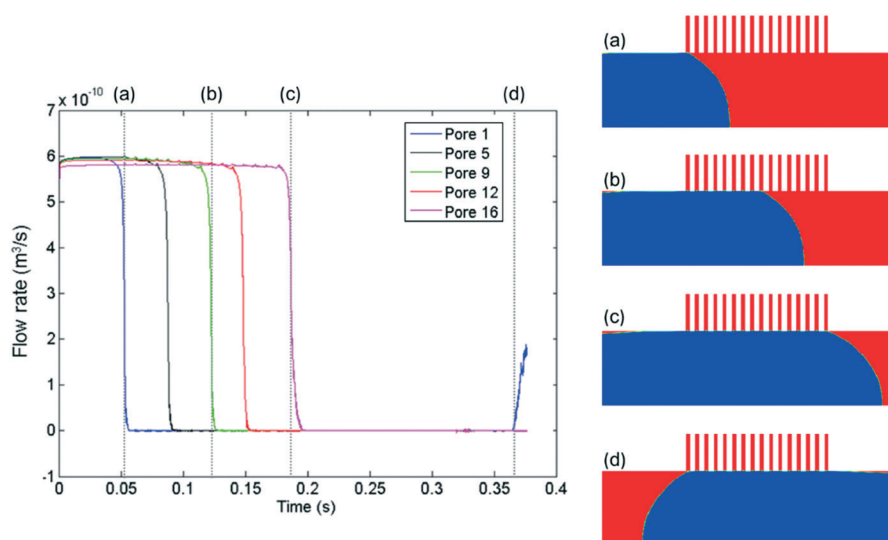 (a) (b) (c) (d)
7 × 10⁻¹⁰
6
5
4
3
2
1
0
-1
Flow rate (m³/s)
Pore 1
Pore 5
Pore 9
Pore 12
Pore 16
0 0.05 0.1 0.15 0.2 0.25 0.3 0.35 0.4
Time (s)
(a)
(b)
(c)
(d)